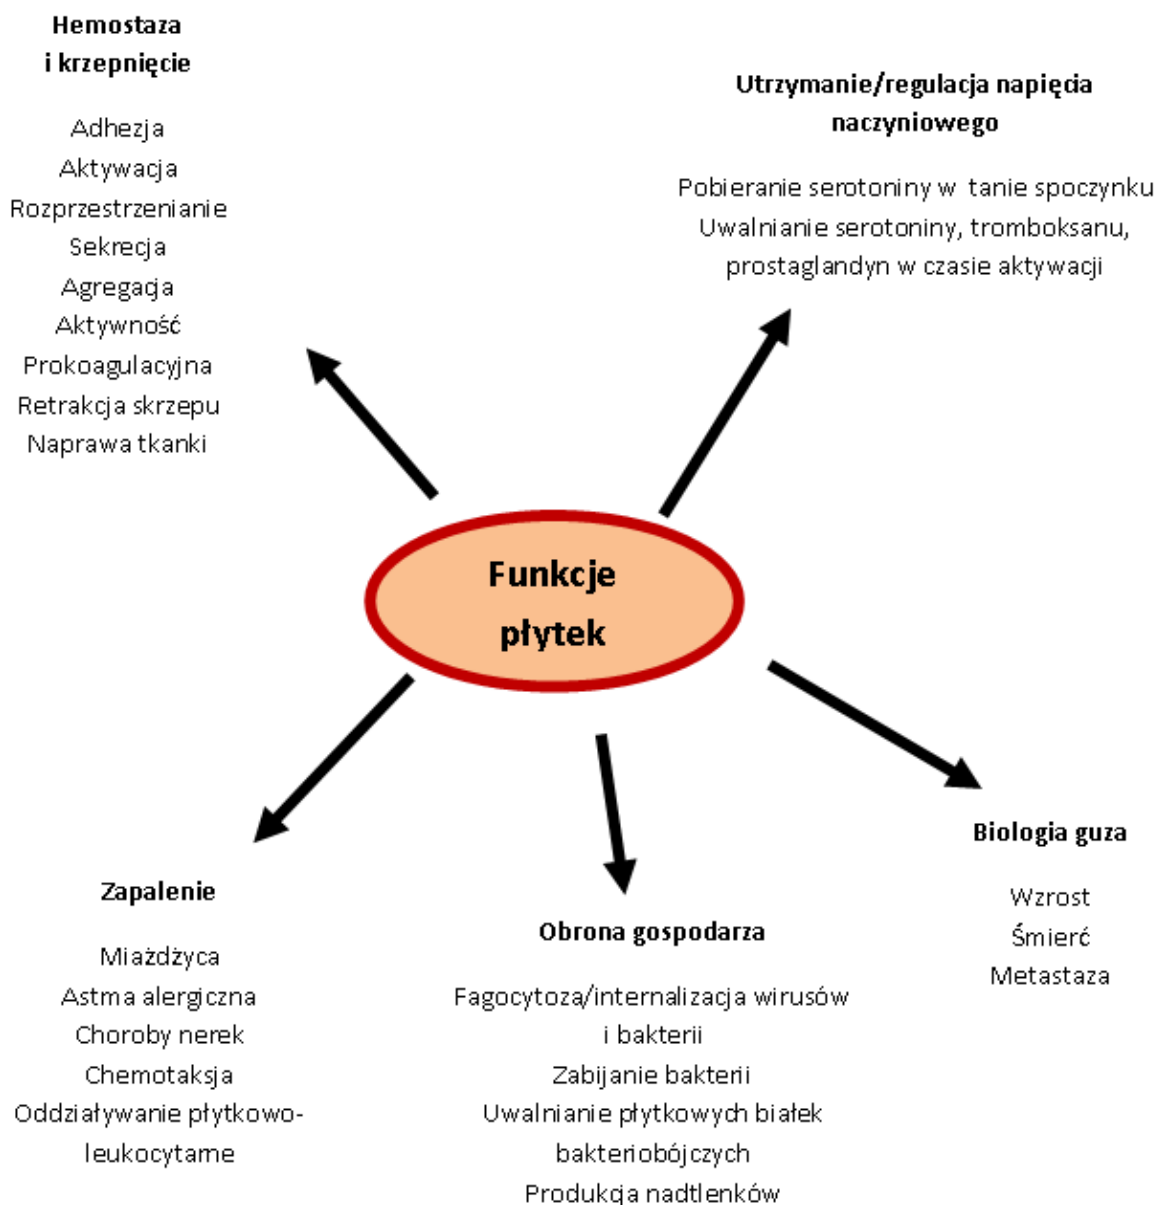 Hemostaza
i krzepnięcie
Adhezja
Aktywacja
Rozprzestrzenianie
Sekrecja
Agregacja
Aktywność
Prokoagulacyjna
Retrakcja skrzepu
Naprawa tkanki
Utrzymanie/regulacja napięcia
naczyniowego
Pobieranie serotoniny w tanie spoczynku
Uwalnianie serotoniny, tromboksanu,
prostaglandyn w czasie aktywacji
Funkcje
płytek
Zapalenie
Miażdżyca
Astma alergiczna
Choroby nerek
Chemotaksja
Oddziaływanie płytkowo-
leukocytarne
Obrona gospodarza
Fagocytoza/internalizacja wirusów
i bakterii
Zabijanie bakterii
Uwalnianie płytkowych białek
bakteriobójczych
Produkcja nadtlenków
Biologia guza
Wzrost
Śmierć
Metastaza